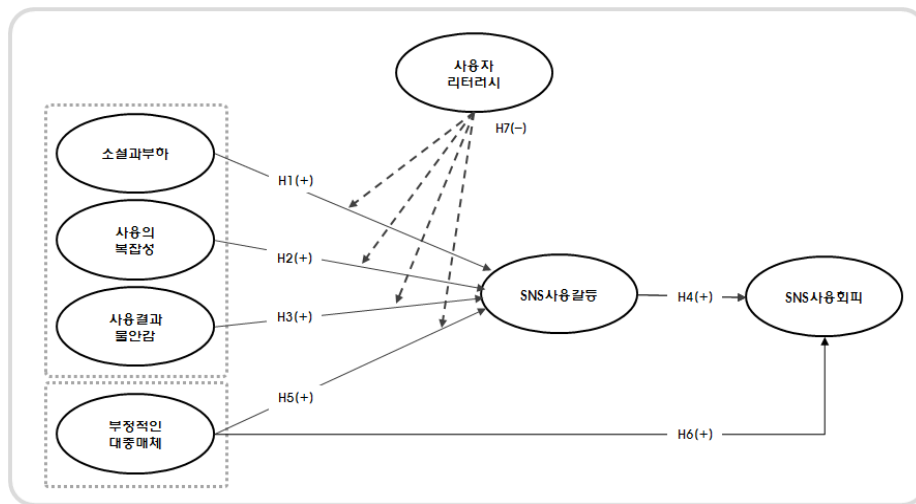 사용자
리터러시
H7(-)
소셜과부하
H1(+)
사용의
복잡성
H2(+)
SNS사용갈등
H4(+)
SNS사용회피
사용결과
불안감
H3(+)
H5(+)
부정적인
대중매체
H6(+)